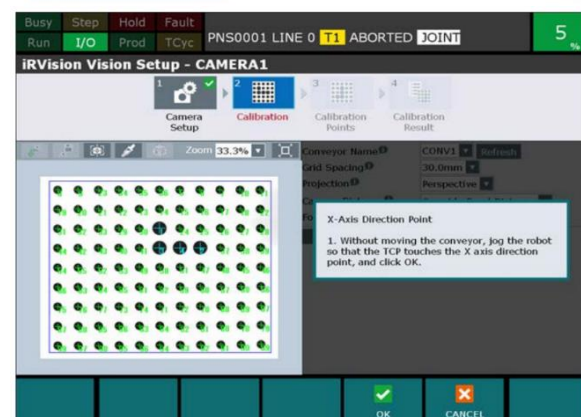 Busy Step Hold Fault
Run I/O Prod TCyc
PNS0001 LINE 0 T1 ABORTED JOINT
5 %
iRVision Vision Setup - CAMERA1
1 2 3 4
Camera Setup
Calibration
Calibration Points
Calibration Result
Zoom 33.3%
Conveyor Name CONV1 Refresh
Grid Spacing 30.0mm
Projection Perspective
X-Axis Direction Point
1. Without moving the conveyor, jog the robot
so that the TCP touches the X axis direction
point, and click OK.
OK CANCEL